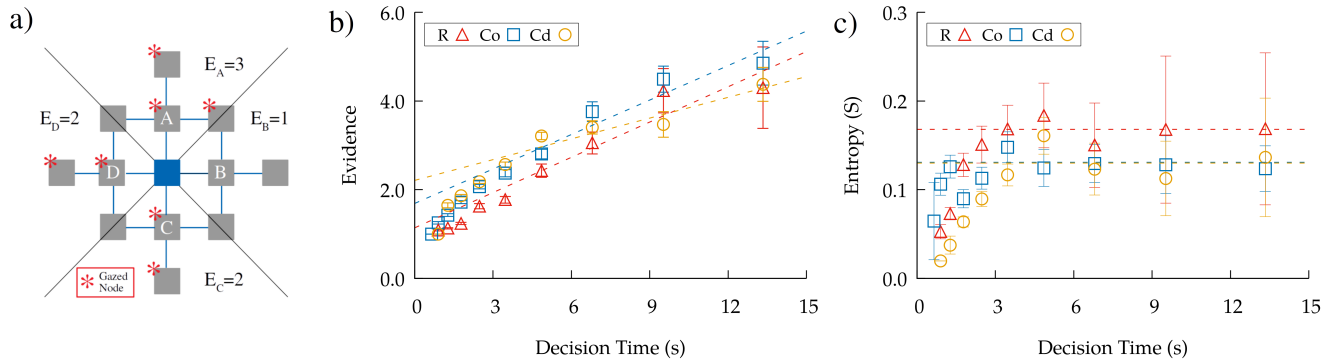 a)
E_A=3
E_D=2
E_B=1
A
D
B
C
E_C=2
* Gazed
Node
b)
6.0
4.0
2.0
0.0
Evidence
R Co Cd
0 3 6 9 12 15
Decision Time (s)
c)
0.3
0.2
0.1
0.0
Entropy (S)
R Co Cd
0 3 6 9 12 15
Decision Time (s)